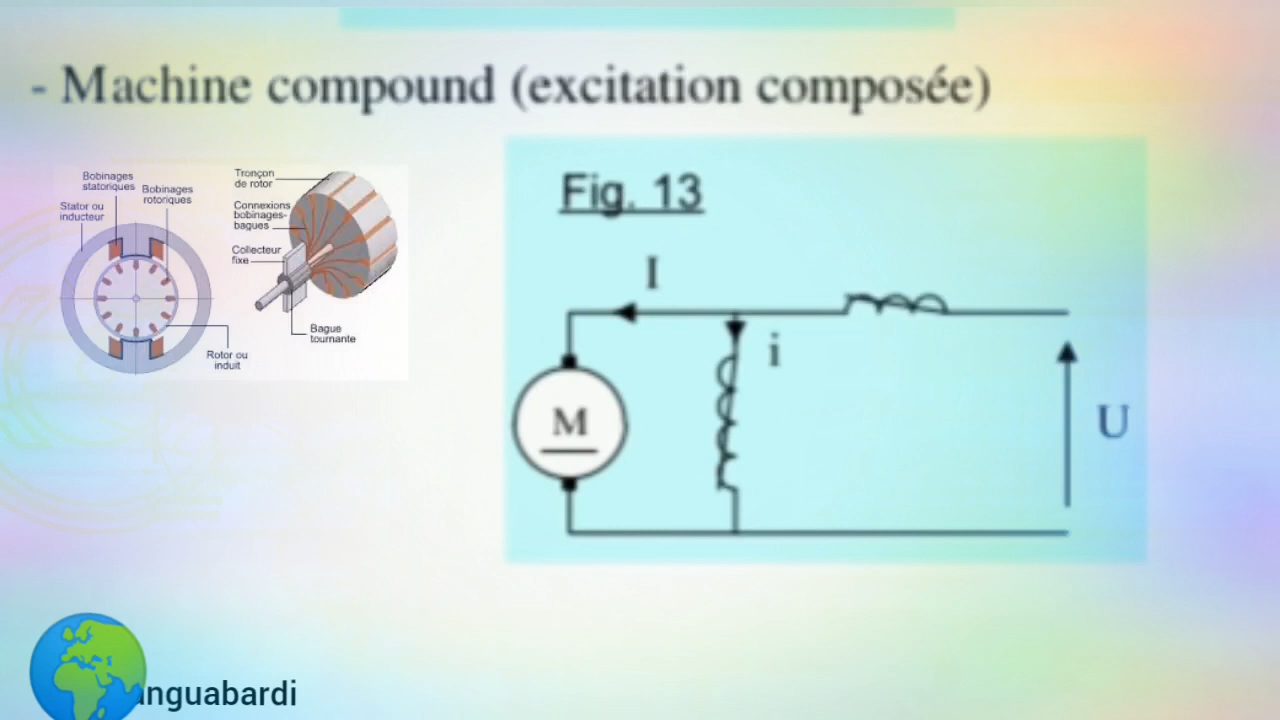 - Machine compound (excitation composée)
Bobinages
statoriques
Bobinages
rotoriques
Stator ou
inducteur
Rotor ou
induit
Tronçon
de rotor
Connexions
bobinages-
bagues
Collecteur
fixe
Bague
tournante
Fig. 13
I
i
M
U